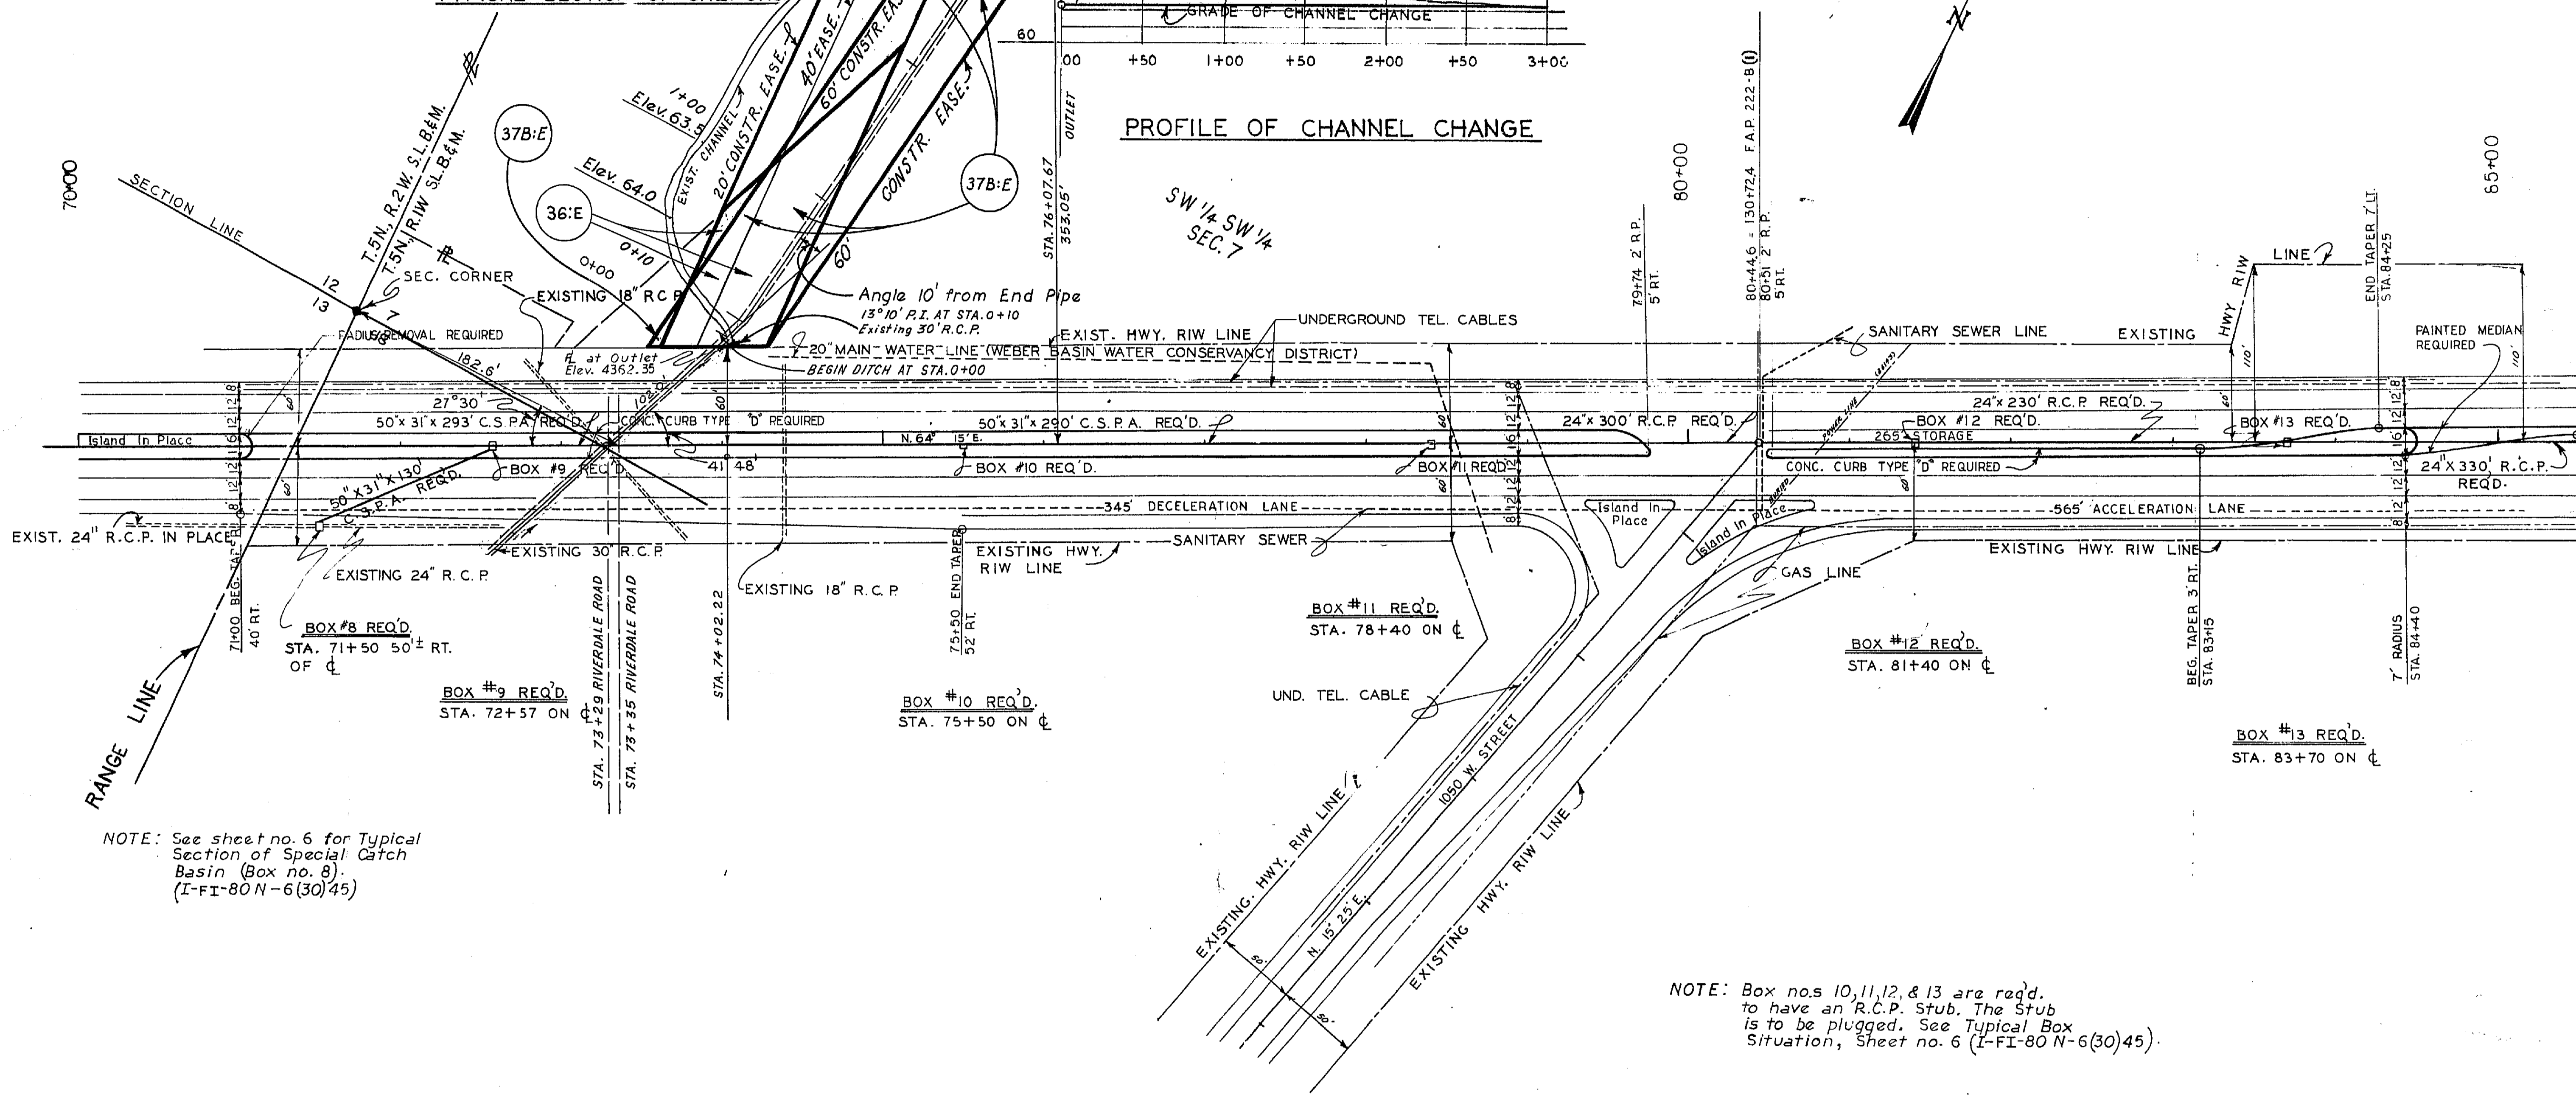 GRADE OF CHANNEL CHANGE
60
00 +50 1+00 +50 2+00 +50 3+00
PROFILE OF CHANNEL CHANGE
OUTLET
STA. 76+07.67
353.05'
N
70+00
80+00
85+00
SECTION LINE
T.5N., R.2W. S.L.B.&M.
T.5N., R.1W S.L.B.&M.
SEC. CORNER
12
13
7
37B:E
36:E
37B:E
1+00
Elev. 63.5
Elev. 64.0
EXIST. CHANNEL
20' CONSTR. EASE.
40' EASE.
60' CONSTR. EASE.
CONSTR. EASE.
60'
0+10
0+00
EXISTING 18" R.C.P.
RADIUS REMOVAL REQUIRED
Angle 10' from End Pipe
13°10' P.I. AT STA. 0+10
Existing 30" R.C.P.
SW 1/4 SW 1/4
SEC. 7
EXIST. HWY. R/W LINE
UNDERGROUND TEL. CABLES
20" MAIN WATER LINE (WEBER BASIN WATER CONSERVANCY DISTRICT)
BEGIN DITCH AT STA. 0+00
FL at Outlet
Elev. 4362.35
182.6'
102.0'
27°30'
60'
79+74 2' R.P.
5' RT.
80+44.6 = 130+72.4 F.A.P. 222-B(1)
80+51 2' R.P.
5' RT.
SANITARY SEWER LINE
EXISTING
HWY R/W
LINE
110'
END TAPER 7' LT.
STA. 84+25
PAINTED MEDIAN
REQUIRED
110'
POWER LINE
BURIED
50" x 31" x 293' C.S.P.A. REQ'D.
CONC. CURB TYPE "D" REQUIRED
50" x 31" x 290' C.S.P.A. REQ'D.
24" x 300' R.C.P. REQ'D.
24" x 230' R.C.P. REQ'D.
BOX #12 REQ'D.
BOX #13 REQ'D.
265' STORAGE
Island In Place
N. 64° 15' E.
BOX #9 REQ'D.
41° 48'
BOX #10 REQ'D.
BOX #11 REQ'D.
CONC. CURB TYPE "D" REQUIRED
24" X 330' R.C.P.
REQ'D.
50" X 31" X 130'
C.S.P.A. REQ'D.
345' DECELERATION LANE
Island In
Place
Island In Place
565' ACCELERATION LANE
EXIST. 24" R.C.P. IN PLACE
EXISTING 30" R.C.P.
EXISTING HWY.
R/W LINE
SANITARY SEWER
EXISTING HWY. R/W LINE
EXISTING 24" R.C.P.
EXISTING 18" R.C.P.
GAS LINE
71+00 BEG. TAPER
40' RT.
BOX #8 REQ'D.
STA. 71+50 50'± RT.
OF ℄
BOX #9 REQ'D.
STA. 72+57 ON ℄
STA. 73+29 RIVERDALE ROAD
STA. 73+35 RIVERDALE ROAD
STA. 74+02.22
75+50 END TAPER
52' RT.
BOX #10 REQ'D.
STA. 75+50 ON ℄
BOX #11 REQ'D.
STA. 78+40 ON ℄
UND. TEL. CABLE
BOX #12 REQ'D.
STA. 81+40 ON ℄
BEG. TAPER 3' RT.
STA. 83+15
7' RADIUS
STA. 84+40
BOX #13 REQ'D.
STA. 83+70 ON ℄
RANGE LINE
1050 W. STREET
N. 15° 25' E.
EXISTING. HWY. R/W LINE
EXISTING HWY. R/W LINE
50'
50'
NOTE: See sheet no. 6 for Typical
Section of Special Catch
Basin (Box no. 8).
(I-FI-80 N-6(30)45)
NOTE: Box no.s 10, 11, 12, & 13 are req'd.
to have an R.C.P. Stub. The Stub
is to be plugged. See Typical Box
Situation, Sheet no. 6 (I-FI-80 N-6(30)45).